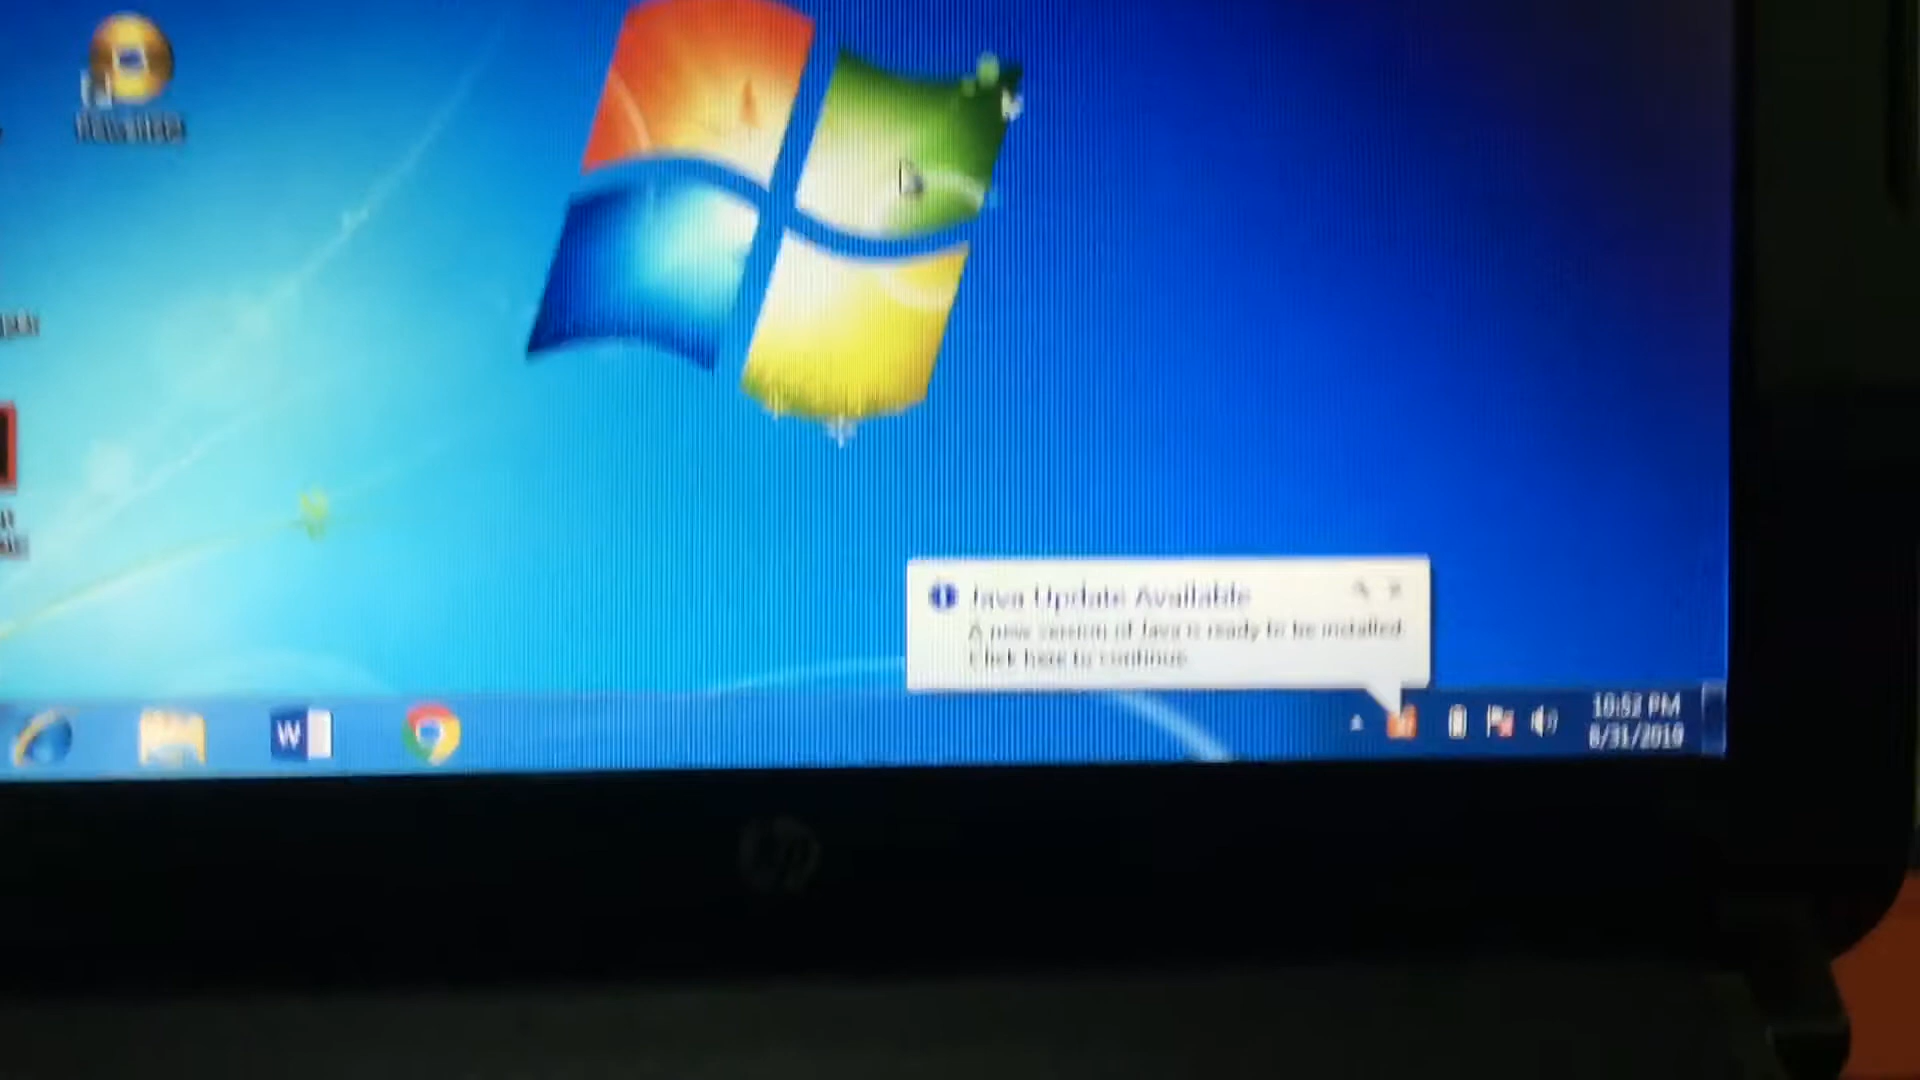 Java Update Available
A new version of Java is ready to be installed.
Click here to continue.
W
10:52 PM
8/31/2019
hp